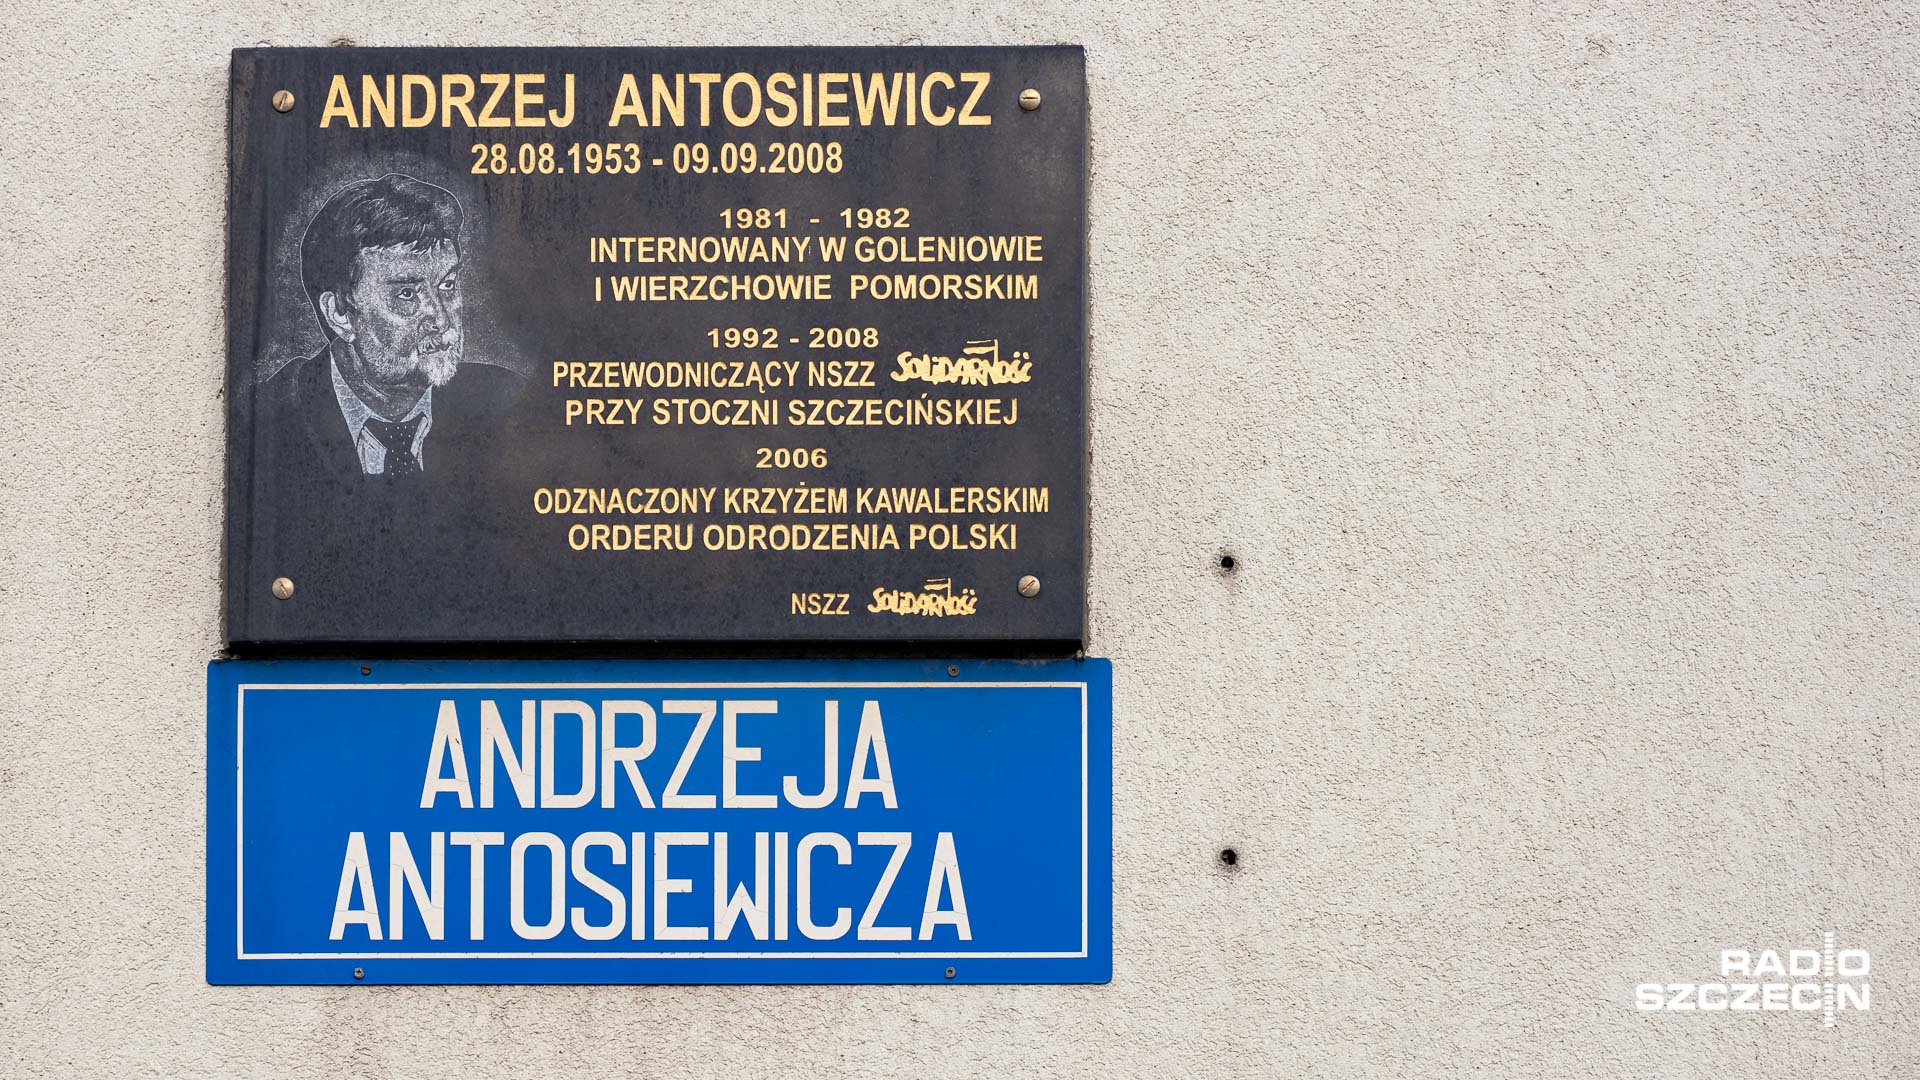 ANDRZEJ ANTOSIEWICZ
28.08.1953 - 09.09.2008
1981 - 1982
INTERNOWANY W GOLENIOWIE
I WIERZCHOWIE POMORSKIM
1992 - 2008
PRZEWODNICZĄCY NSZZ SOLiDARNOŚĆ
PRZY STOCZNI SZCZECIŃSKIEJ
2006
ODZNACZONY KRZYŻEM KAWALERSKIM
ORDERU ODRODZENIA POLSKI
NSZZ SOLiDARNOŚĆ
ANDRZEJA
ANTOSIEWICZA
RADIO
SZCZECIN